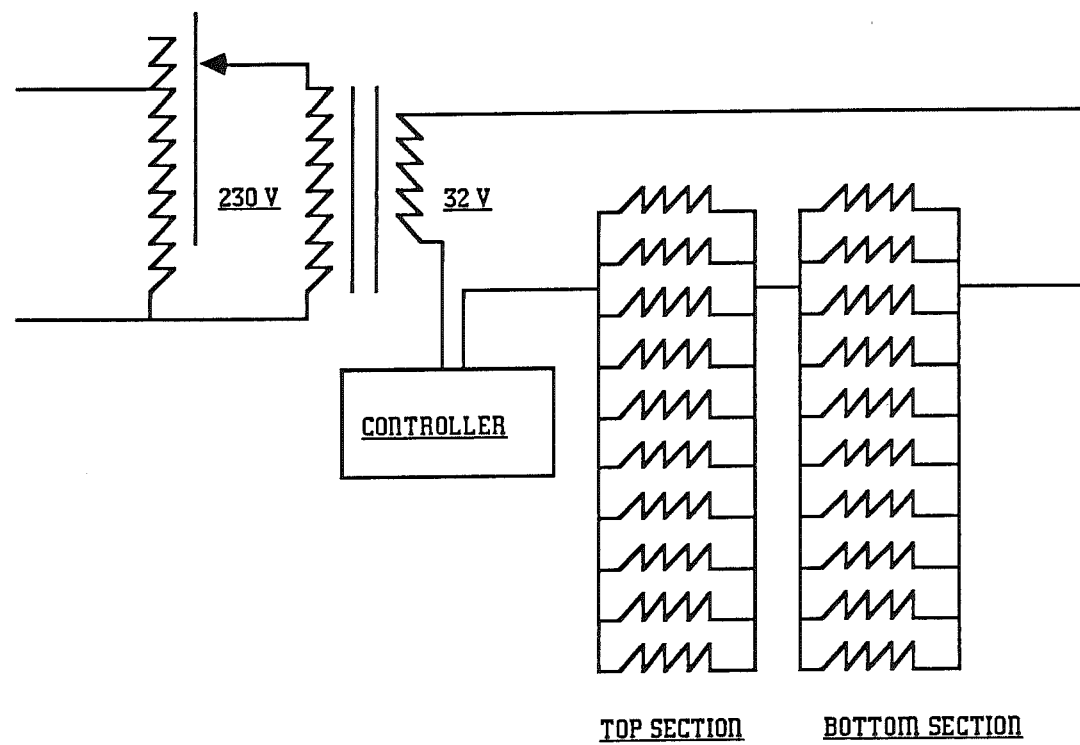 230 V
32 V
CONTROLLER
TOP SECTION
BOTTOM SECTION